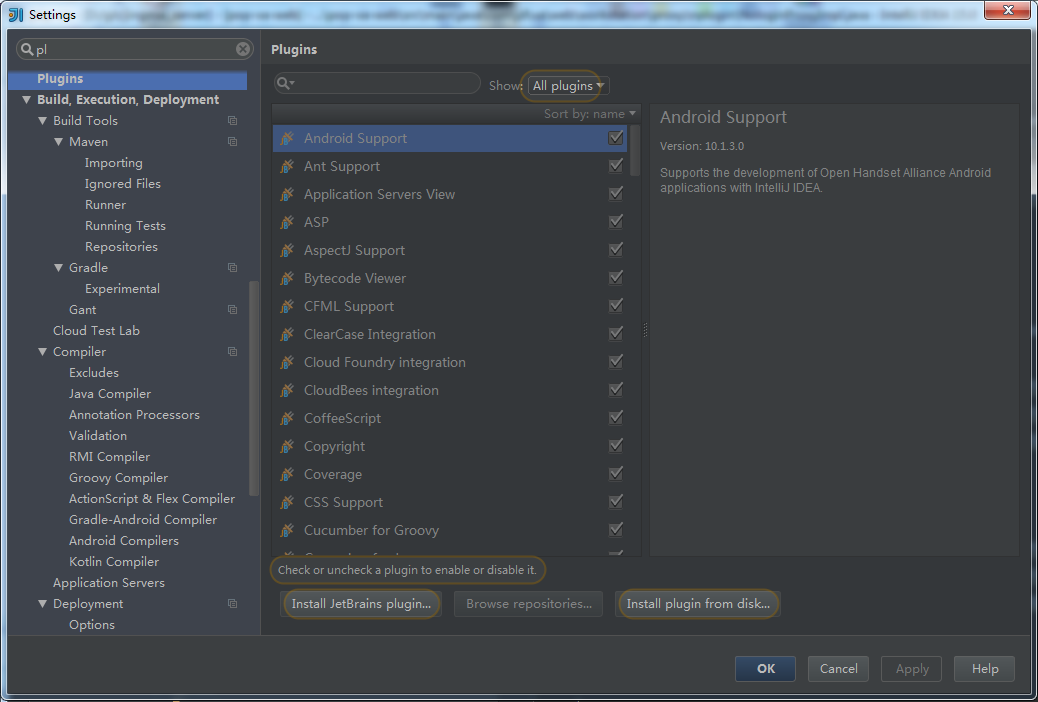 Settings
pl
Plugins
Build, Execution, Deployment
Build Tools
Maven
Importing
Ignored Files
Runner
Running Tests
Repositories
Gradle
Experimental
Gant
Cloud Test Lab
Compiler
Excludes
Java Compiler
Annotation Processors
Validation
RMI Compiler
Groovy Compiler
ActionScript & Flex Compiler
Gradle-Android Compiler
Android Compilers
Kotlin Compiler
Application Servers
Deployment
Options
Plugins
Show: All plugins
Sort by: name
Android Support
Ant Support
Application Servers View
ASP
AspectJ Support
Bytecode Viewer
CFML Support
ClearCase Integration
Cloud Foundry integration
CloudBees integration
CoffeeScript
Copyright
Coverage
CSS Support
Cucumber for Groovy
Check or uncheck a plugin to enable or disable it.
Install JetBrains plugin...
Browse repositories...
Install plugin from disk...
Android Support
Version: 10.1.3.0
Supports the development of Open Handset Alliance Android
applications with IntelliJ IDEA.
OK
Cancel
Apply
Help